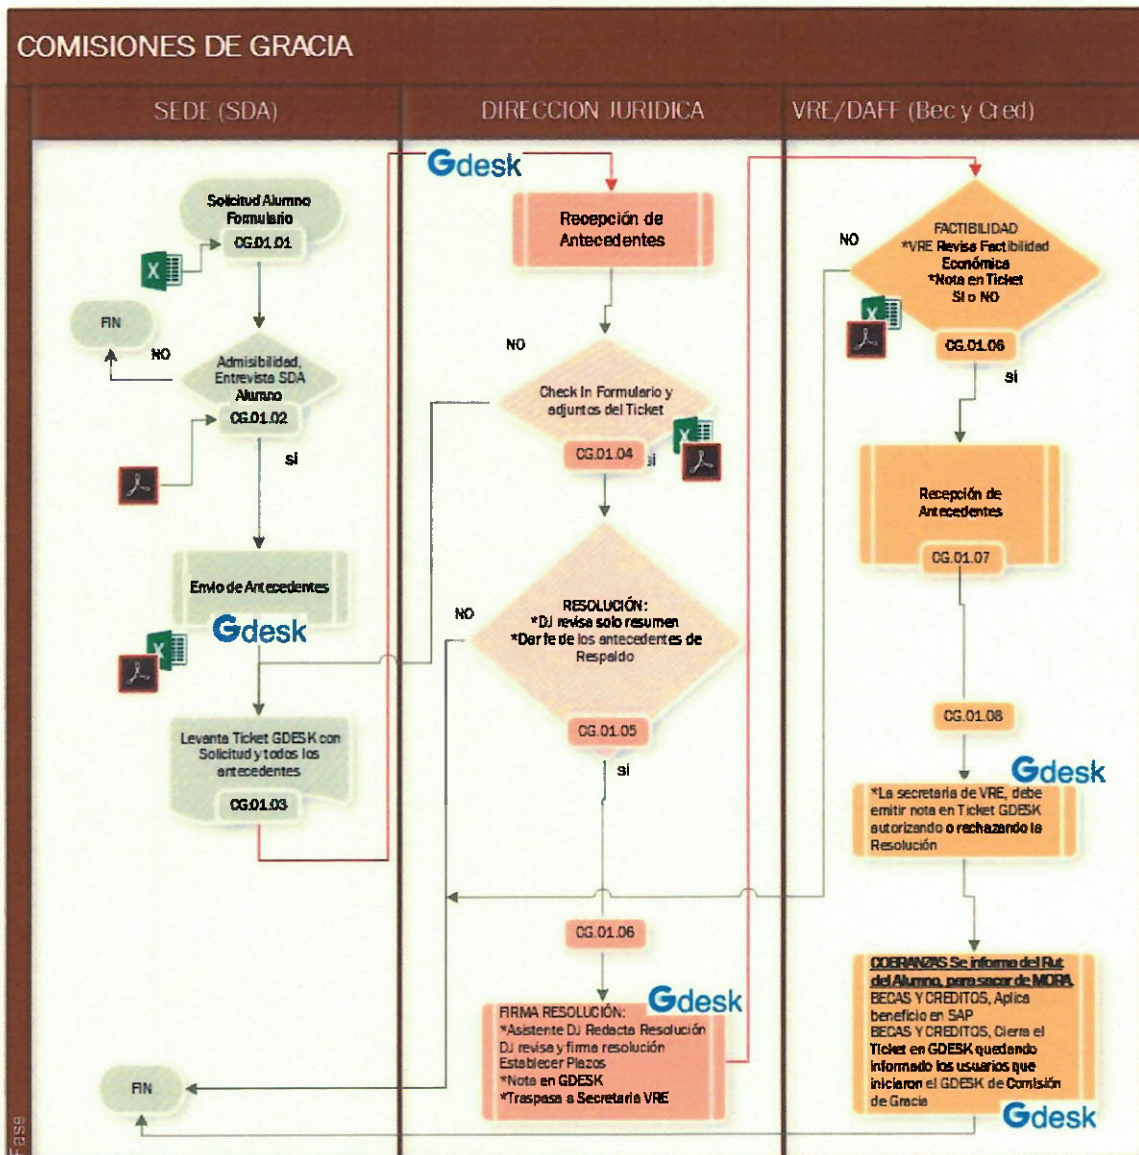 COMISIONES DE GRACIA
SEDE (SDA)
DIRECCION JURIDICA
VRE/DAFF (Bec y Cred)
Fase
Solicitud Alumno
Formulario
CG.01.01
FIN
NO
Admisibilidad,
Entrevista SDA
Alumno
CG.01.02
sí
Envío de Antecedentes
Gdesk
Levanta Ticket GDESK con
Solicitud y todos los
antecedentes
CG.01.03
FIN
Gdesk
Recepción de
Antecedentes
NO
Check In Formulario y
adjuntos del Ticket
CG.01.04
sí
NO
RESOLUCIÓN:
*DJ revisa solo resumen
*Dar fe de los antecedentes de
Respaldo
CG.01.05
sí
CG.01.06
Gdesk
FIRMA RESOLUCIÓN:
*Asistente DJ Redacta Resolución
DJ revisa y firma resolución
Establecer Plazos
*Nota en GDESK
*Traspasa a Secretaria VRE
NO
FACTIBILIDAD
*VRE Revisa Factibilidad
Económica
*Nota en Ticket
SI o NO
CG.01.06
sí
Recepción de
Antecedentes
CG.01.07
CG.01.08
Gdesk
*La secretaria de VRE, debe
emitir nota en Ticket GDESK
autorizando o rechazando la
Resolución
COBRANZAS Se informa del Rut
del Alumno, para sacar de MORA.
BECAS Y CREDITOS, Aplica
beneficio en SAP
BECAS Y CREDITOS, Cierra el
Ticket en GDESK quedando
informado los usuarios que
iniciaron el GDESK de Comisión
de Gracia
Gdesk